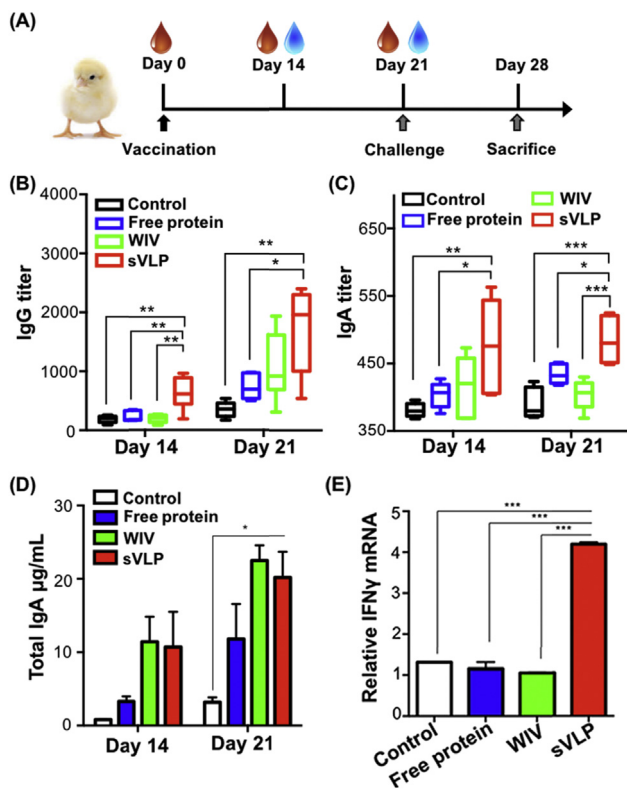 (A)
Day 0
Day 14
Day 21
Day 28
Vaccination
Challenge
Sacrifice
(B)
4000
3000
2000
1000
0
IgG titer
Control
Free protein
WIV
sVLP
**
**
**
**
*
Day 14
Day 21
(C)
650
550
450
350
IgA titer
Control
Free protein
WIV
sVLP
**
*
***
*
***
Day 14
Day 21
(D)
30
20
10
0
Total IgA µg/mL
Control
Free protein
WIV
sVLP
*
Day 14
Day 21
(E)
5
4
3
2
1
0
Relative IFNγ mRNA
***
***
***
Control
Free protein
WIV
sVLP